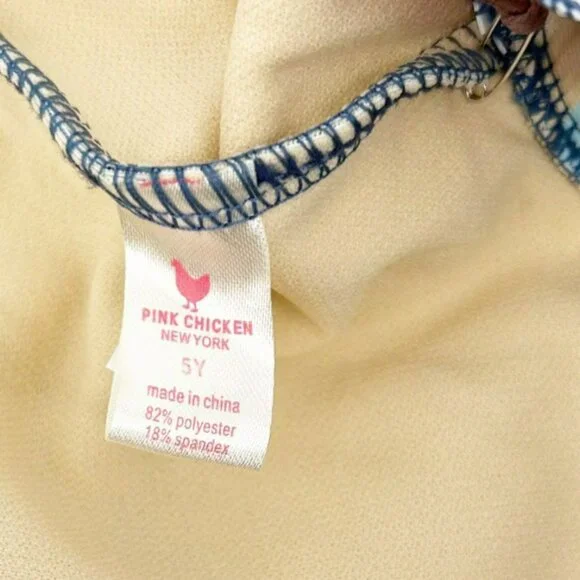 PINK CHICKEN
NEW YORK
5Y
made in china
82% polyester
18% spandex